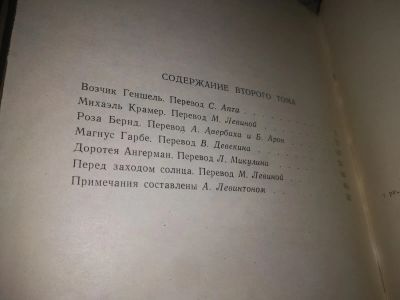 СОДЕРЖАНИЕ ВТОРОГО ТОМА
Возчик Геншель. Перевод С. Апта
Михаэль Крамер. Перевод М. Левиной
Роза Бернд. Перевод А. Авербаха и Б. Арон
Магнус Гарбе. Перевод В. Девекина
Доротея Ангерман. Перевод Л. Микулина
Перед заходом солнца. Перевод М. Левиной
Примечания составлены А. Левинтоном